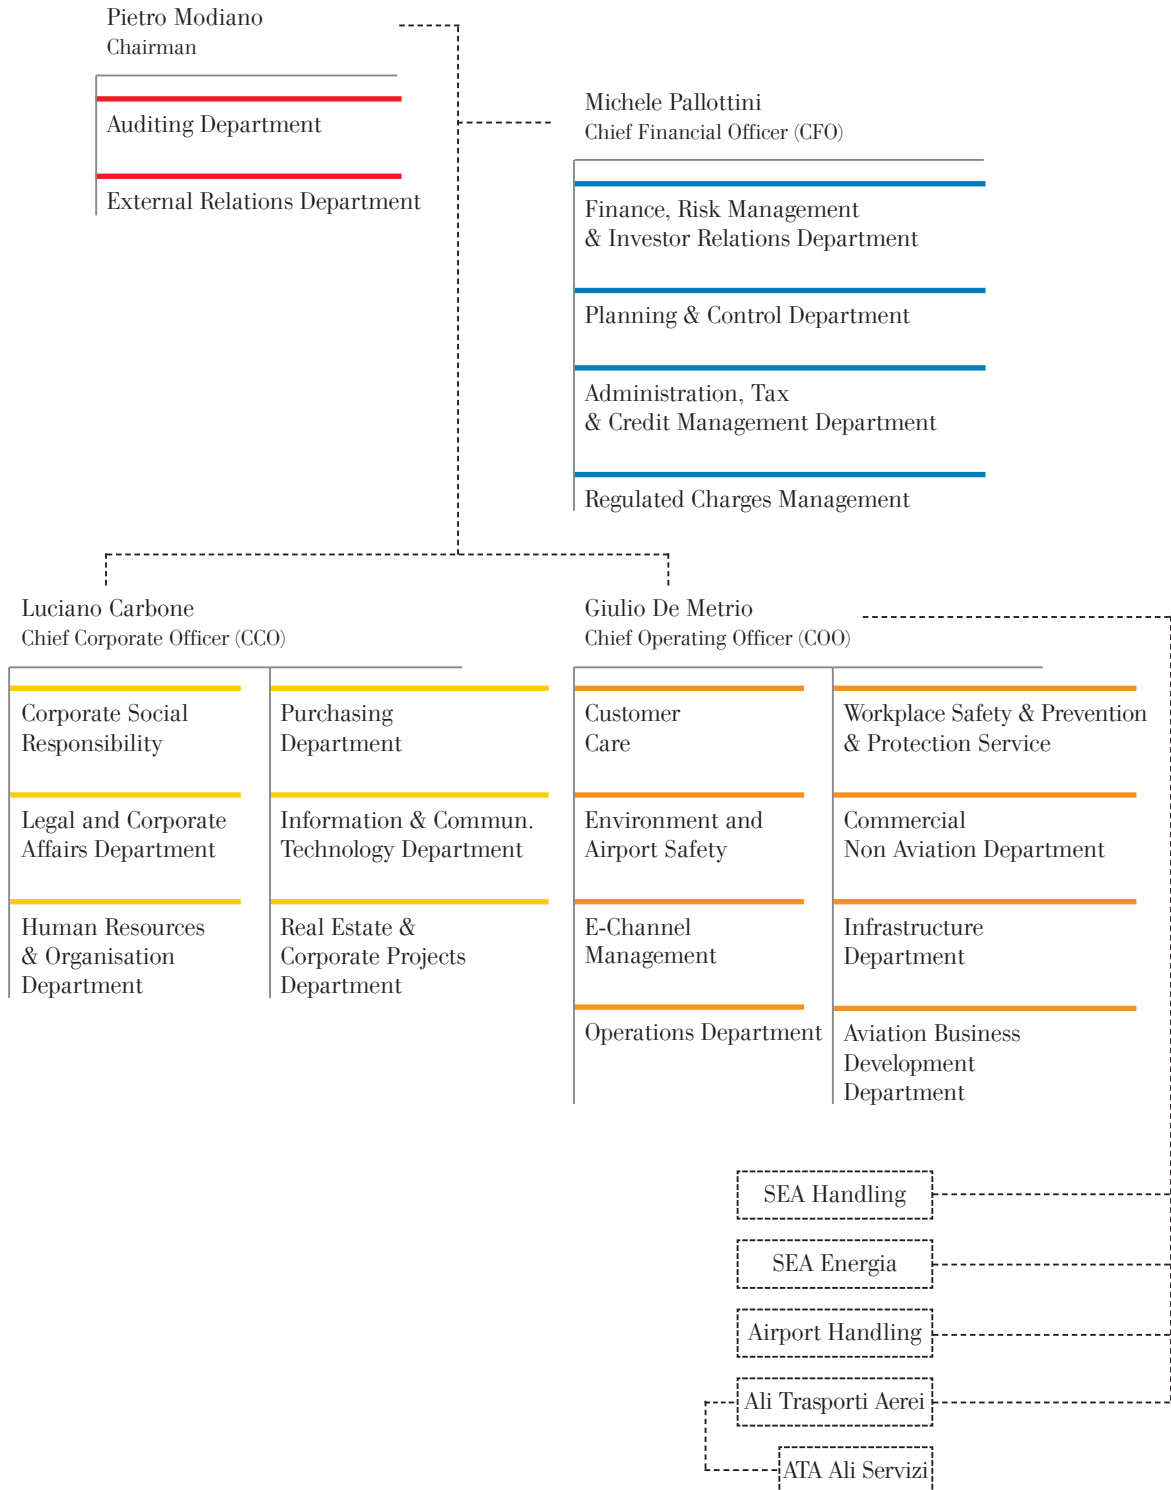 Pietro Modiano
Chairman
Auditing Department
External Relations Department
Michele Pallottini
Chief Financial Officer (CFO)
Finance, Risk Management
& Investor Relations Department
Planning & Control Department
Administration, Tax
& Credit Management Department
Regulated Charges Management
Luciano Carbone
Chief Corporate Officer (CCO)
Corporate Social
Responsibility
Legal and Corporate
Affairs Department
Human Resources
& Organisation
Department
Purchasing
Department
Information & Commun.
Technology Department
Real Estate &
Corporate Projects
Department
Giulio De Metrio
Chief Operating Officer (COO)
Customer
Care
Environment and
Airport Safety
E-Channel
Management
Operations Department
Workplace Safety & Prevention
& Protection Service
Commercial
Non Aviation Department
Infrastructure
Department
Aviation Business
Development
Department
SEA Handling
SEA Energia
Airport Handling
Ali Trasporti Aerei
ATA Ali Servizi